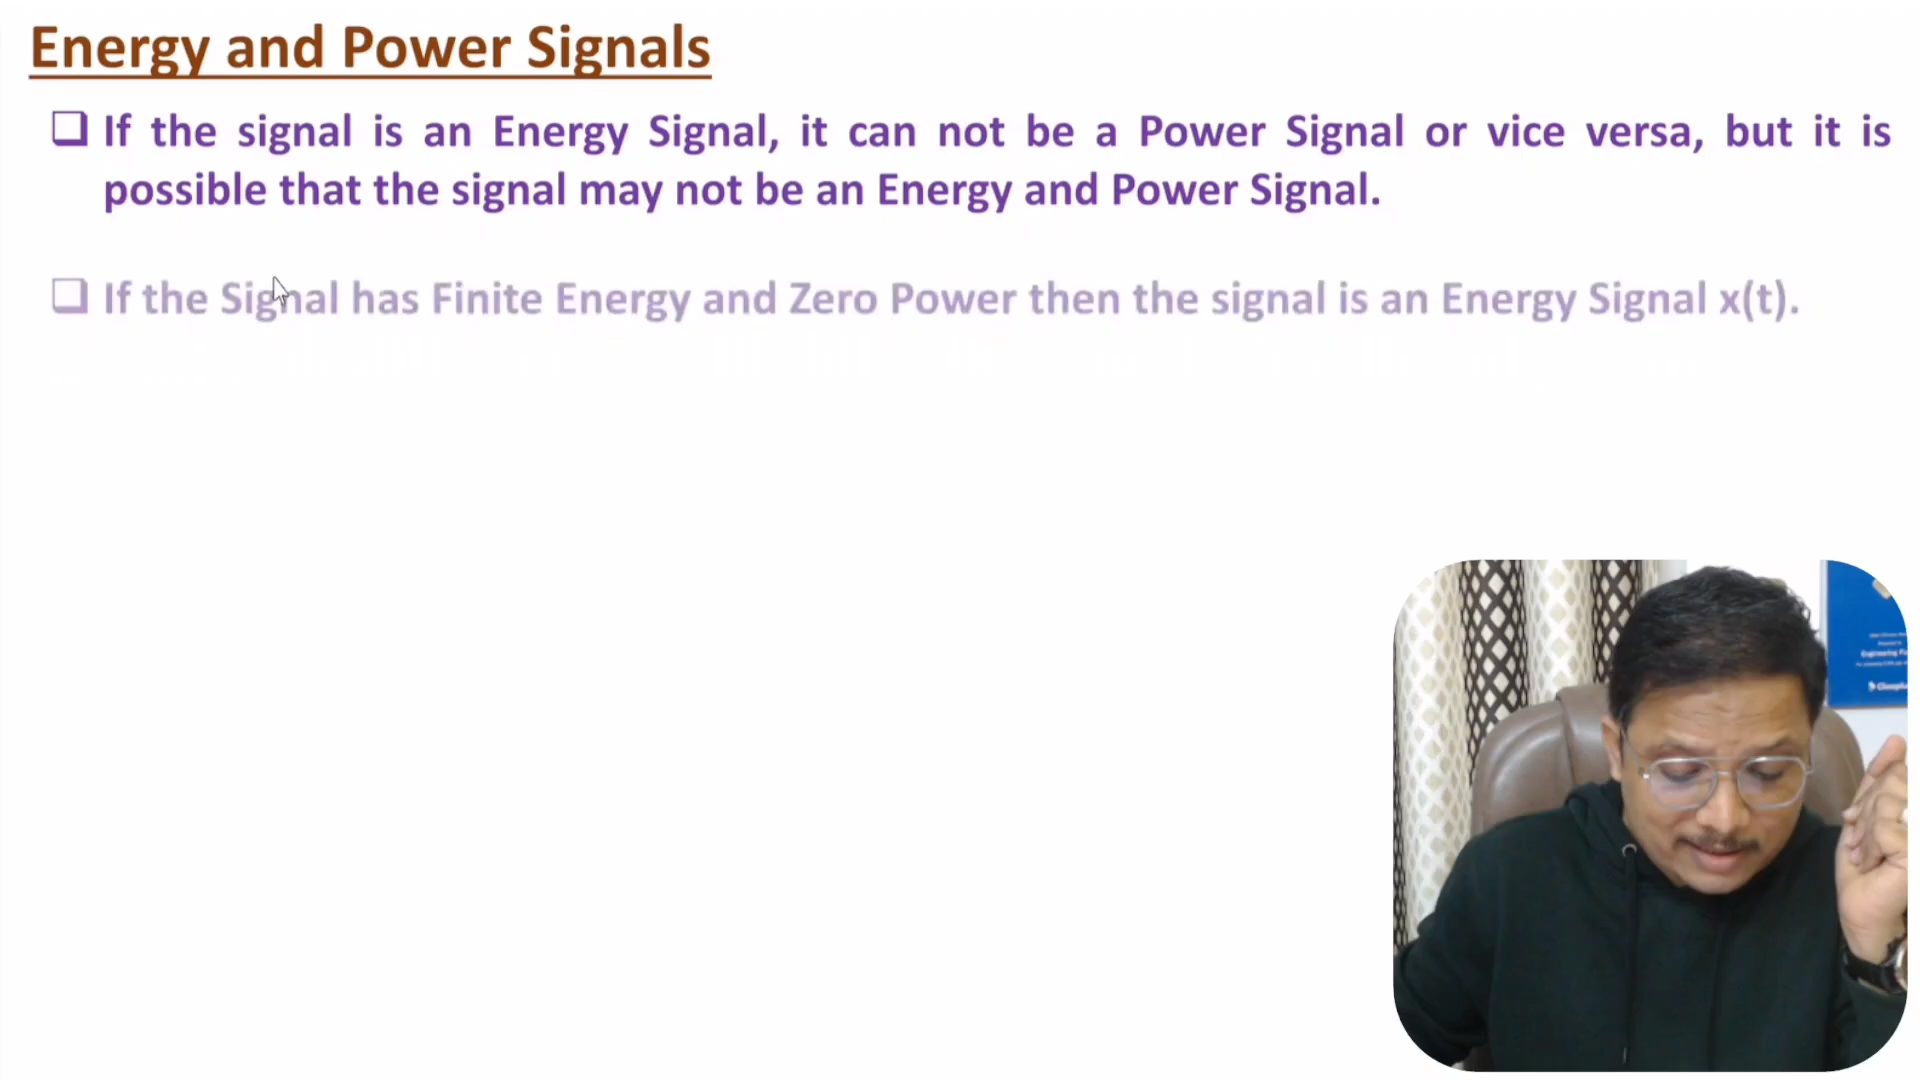 Energy and Power Signals
❑ If the signal is an Energy Signal, it can not be a Power Signal or vice versa, but it is
possible that the signal may not be an Energy and Power Signal.
❑ If the Signal has Finite Energy and Zero Power then the signal is an Energy Signal x(t).